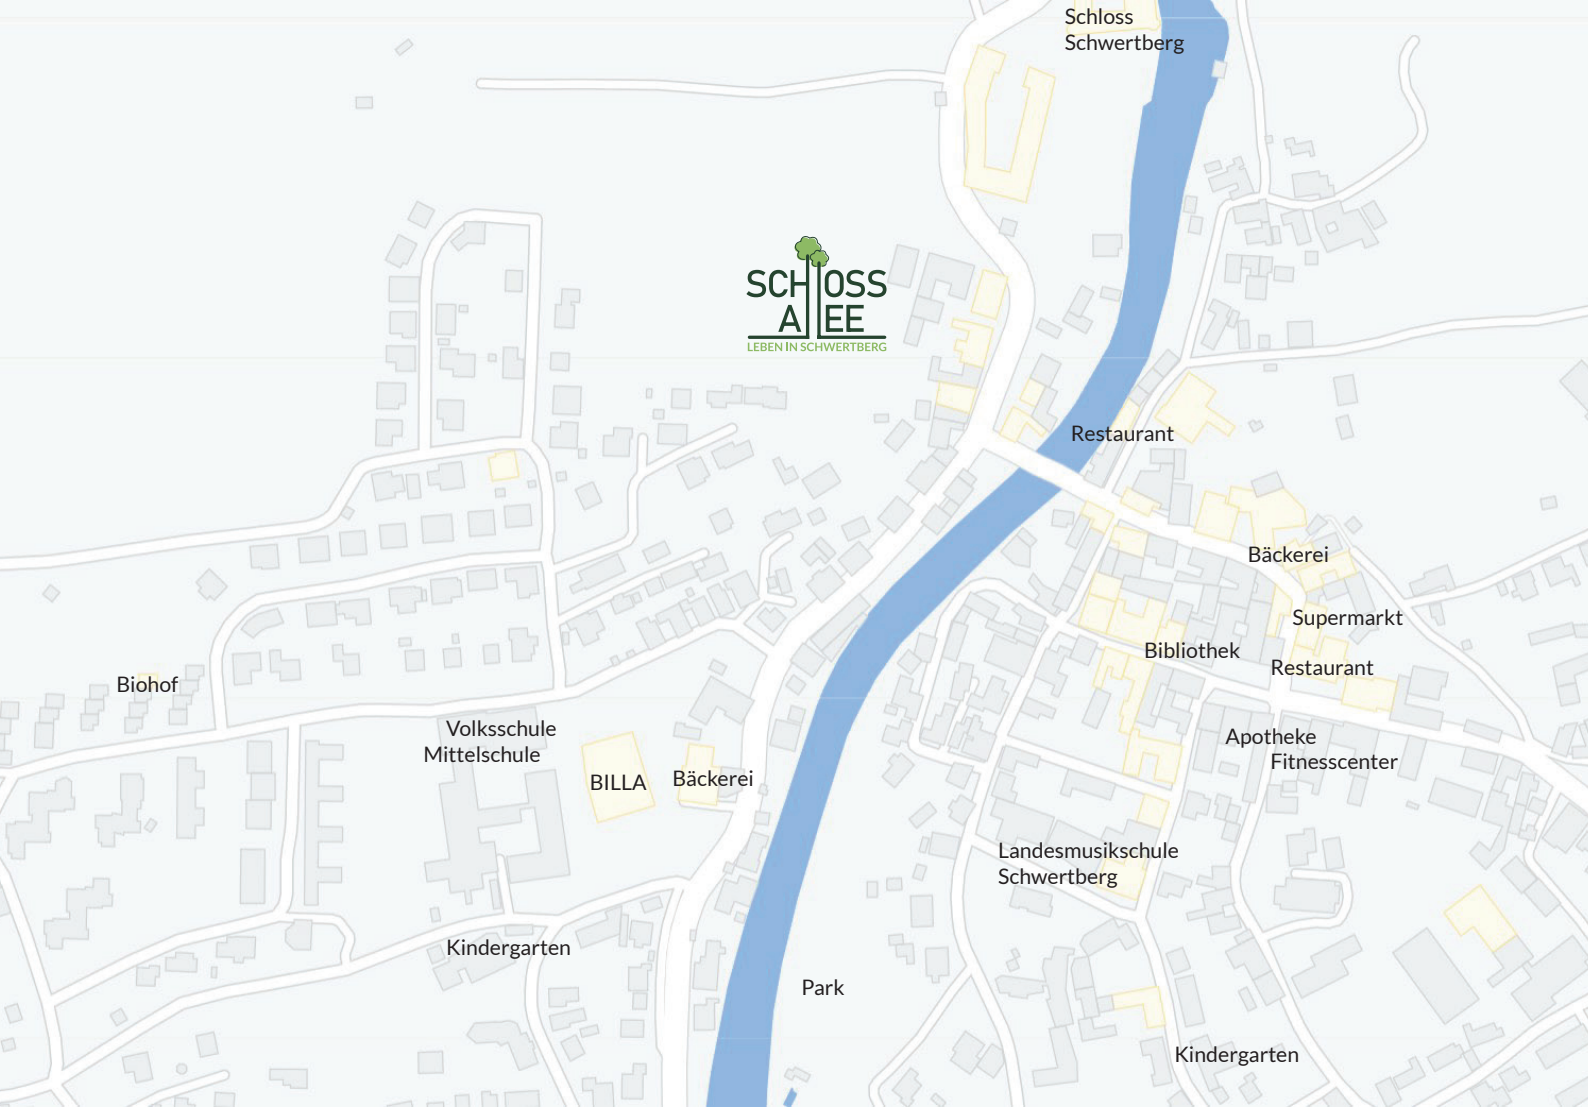 Schloss
Schwertberg
SCHLOSS
ALLEE
LEBEN IN SCHWERTBERG
Restaurant
Bäckerei
Supermarkt
Bibliothek
Restaurant
Biohof
Volksschule
Mittelschule
BILLA
Bäckerei
Apotheke
Fitnesscenter
Landesmusikschule
Schwertberg
Kindergarten
Park
Kindergarten